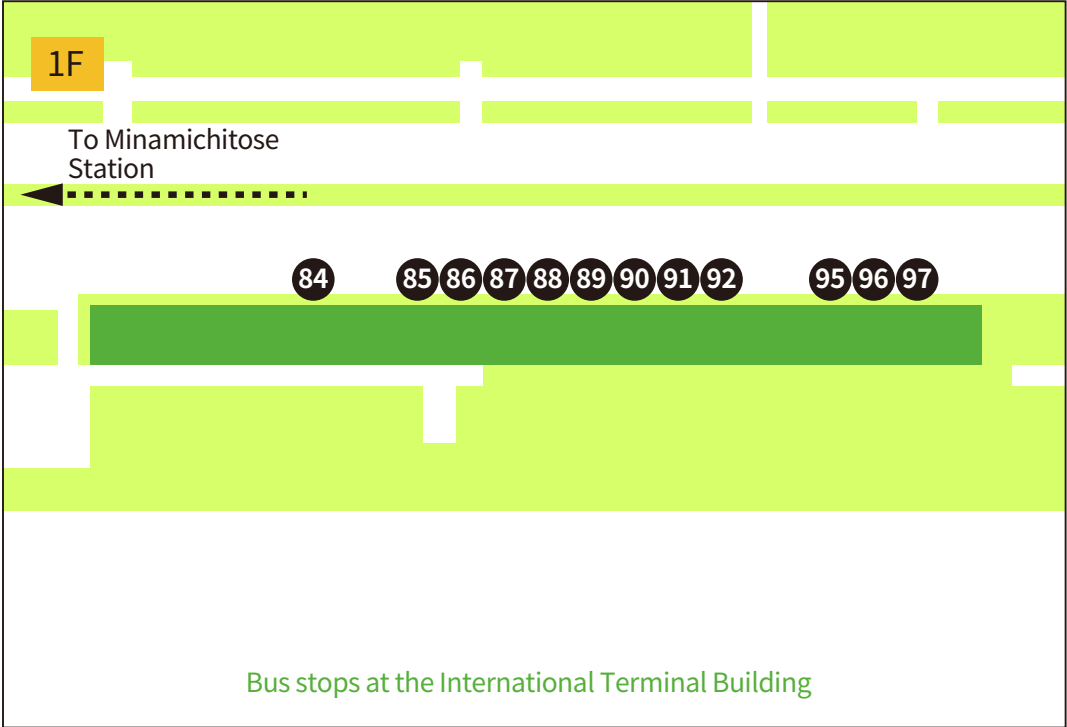 1F
To Minamichitose
Station
84 85 86 87 88 89 90 91 92 95 96 97
Bus stops at the International Terminal Building